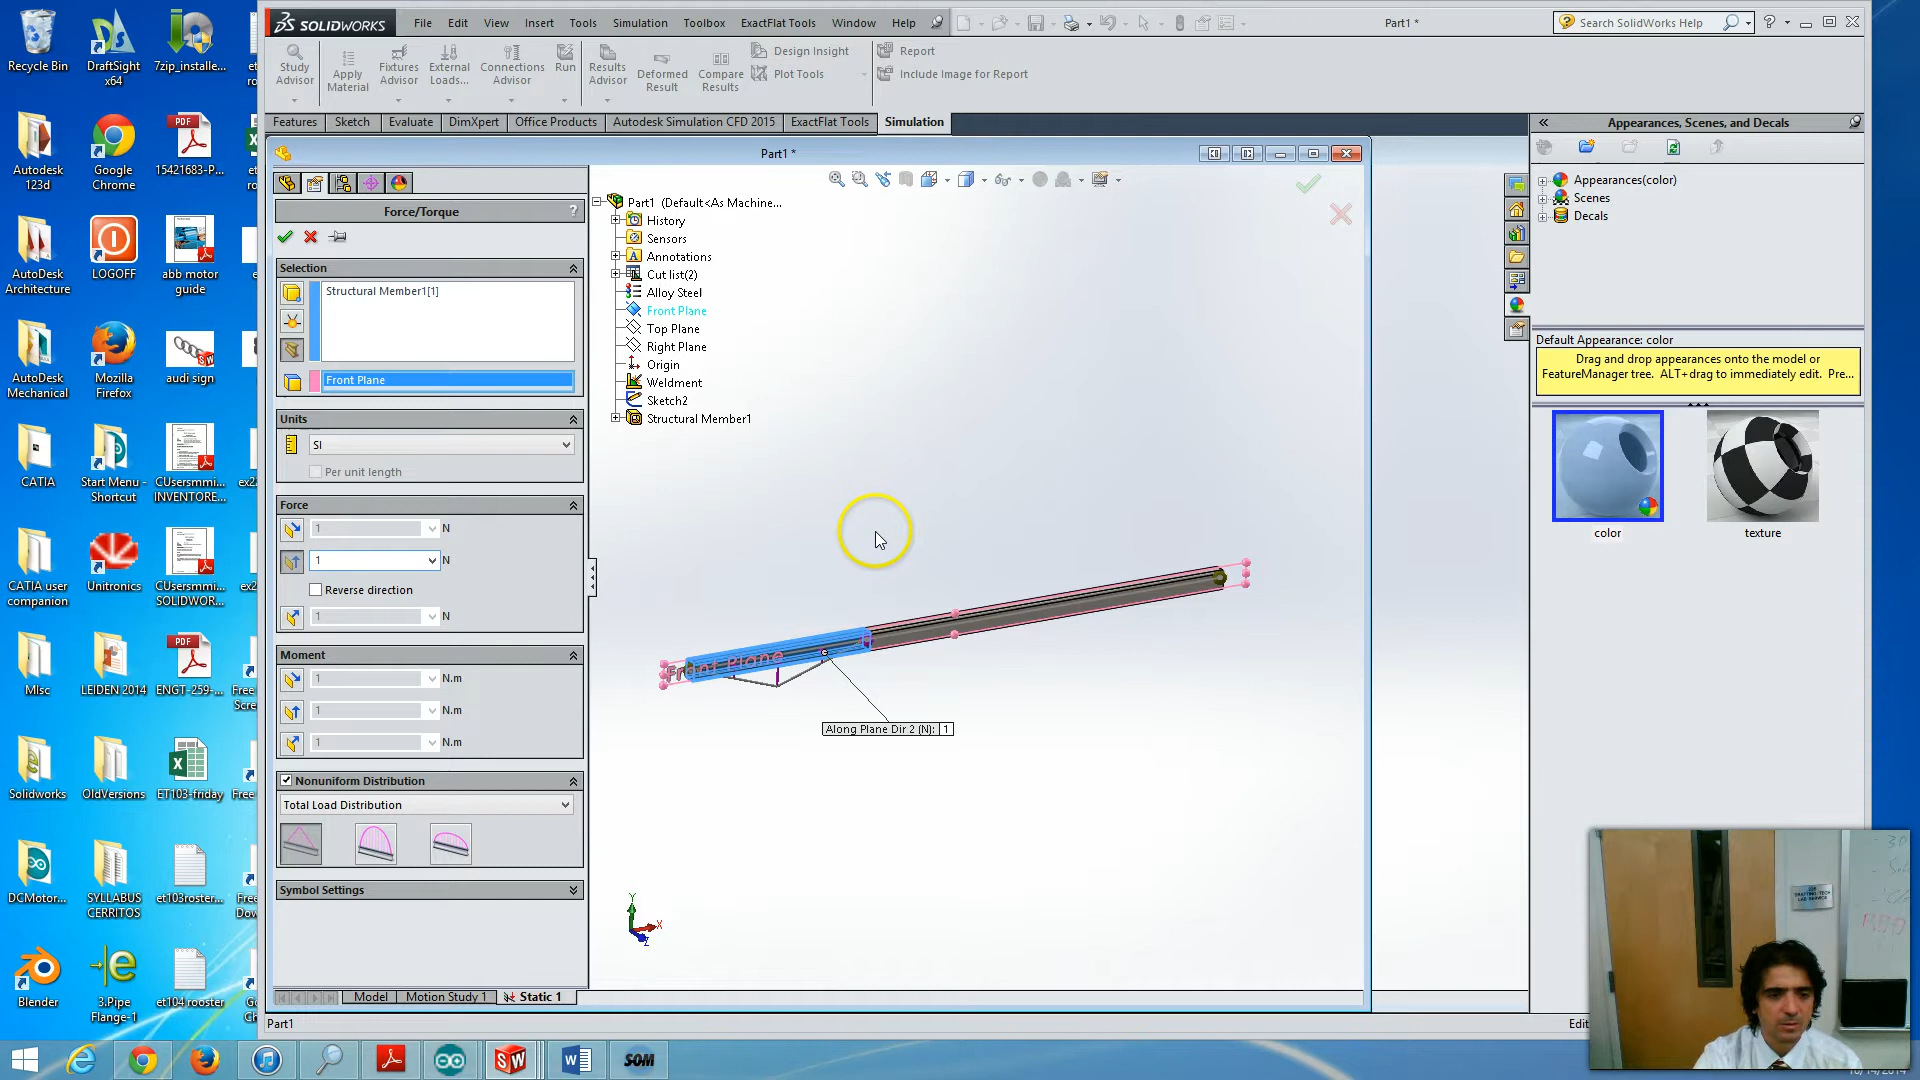 Recycle Bin
DraftSight x64
7zip_installe...
Autodesk 123d
Google Chrome
15421683-P...
AutoDesk Architecture
LOGOFF
abb motor guide
AutoDesk Mechanical
Mozilla Firefox
audi sign
CATIA
Start Menu - Shortcut
CUsersmmi... INVENTORE...
CATIA user companion
Unitronics
CUsersmmi... SOLIDWOR...
Misc
LEIDEN 2014
ENGT-259-...
Solidworks
OldVersions
ET103-friday
DCMotor...
SYLLABUS CERRITOS
et103roster...
Blender
3.Pipe Flange-1
et104 rooster
SOLIDWORKS
File Edit View Insert Tools Simulation Toolbox ExactFlat Tools Window Help
Part1 *
Search SolidWorks Help
Study Advisor
Apply Material
Fixtures Advisor
External Loads...
Connections Advisor
Run
Results Advisor
Deformed Result
Compare Results
Design Insight
Plot Tools
Report
Include Image for Report
Features Sketch Evaluate DimXpert Office Products Autodesk Simulation CFD 2015 ExactFlat Tools Simulation
Part1 *
Force/Torque
?
Selection
Structural Member1[1]
Front Plane
Units
SI
Per unit length
Force
1 N
1 N
Reverse direction
1 N
Moment
1 N.m
1 N.m
1 N.m
Nonuniform Distribution
Total Load Distribution
Symbol Settings
Part1 (Default<As Machine...
History
Sensors
Annotations
Cut list(2)
Alloy Steel
Front Plane
Top Plane
Right Plane
Origin
Weldment
Sketch2
Structural Member1
Front Plane
Along Plane Dir 2 (N): 1
Y
X
Z
Model Motion Study 1 Static 1
Part1
Edit
Appearances, Scenes, and Decals
Appearances(color)
Scenes
Decals
Default Appearance: color
Drag and drop appearances onto the model or
FeatureManager tree. ALT+drag to immediately edit. Pre...
color
texture
SOM